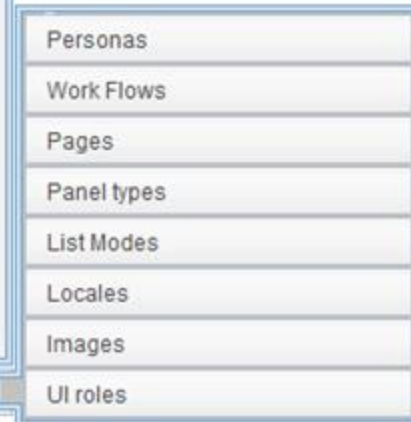 Personas
Work Flows
Pages
Panel types
List Modes
Locales
Images
UI roles